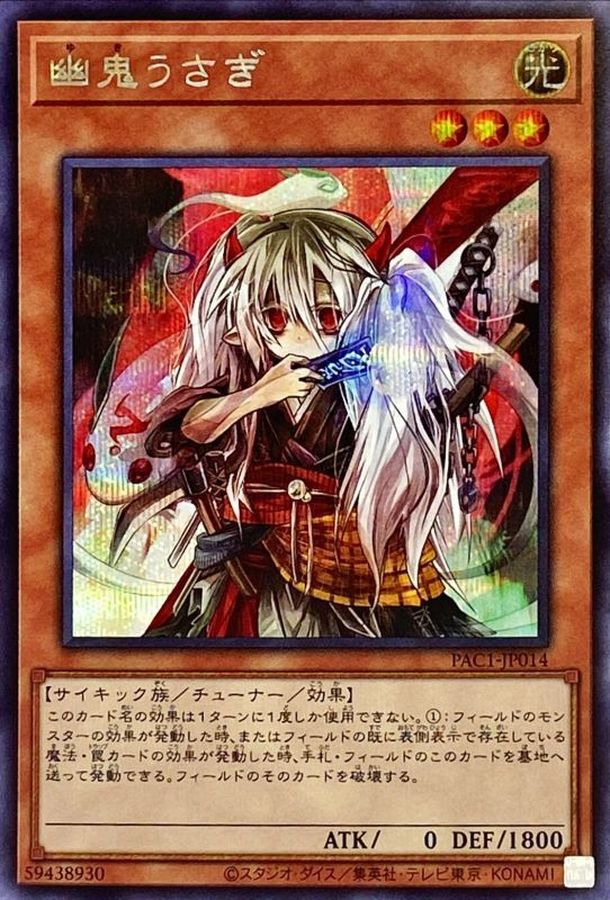 幽鬼うさぎ
光
PAC1-JP014
【サイキック族/チューナー/効果】
このカード名の効果は1ターンに1度しか使用できない。①:フィールドのモン
スターの効果が発動した時、またはフィールドの既に表側表示で存在している
魔法・罠カードの効果が発動した時、手札・フィールドのこのカードを墓地へ
送って発動できる。フィールドのそのカードを破壊する。
ATK/ 0 DEF/1800
59438930
©スタジオ・ダイス/集英社・テレビ東京・KONAMI